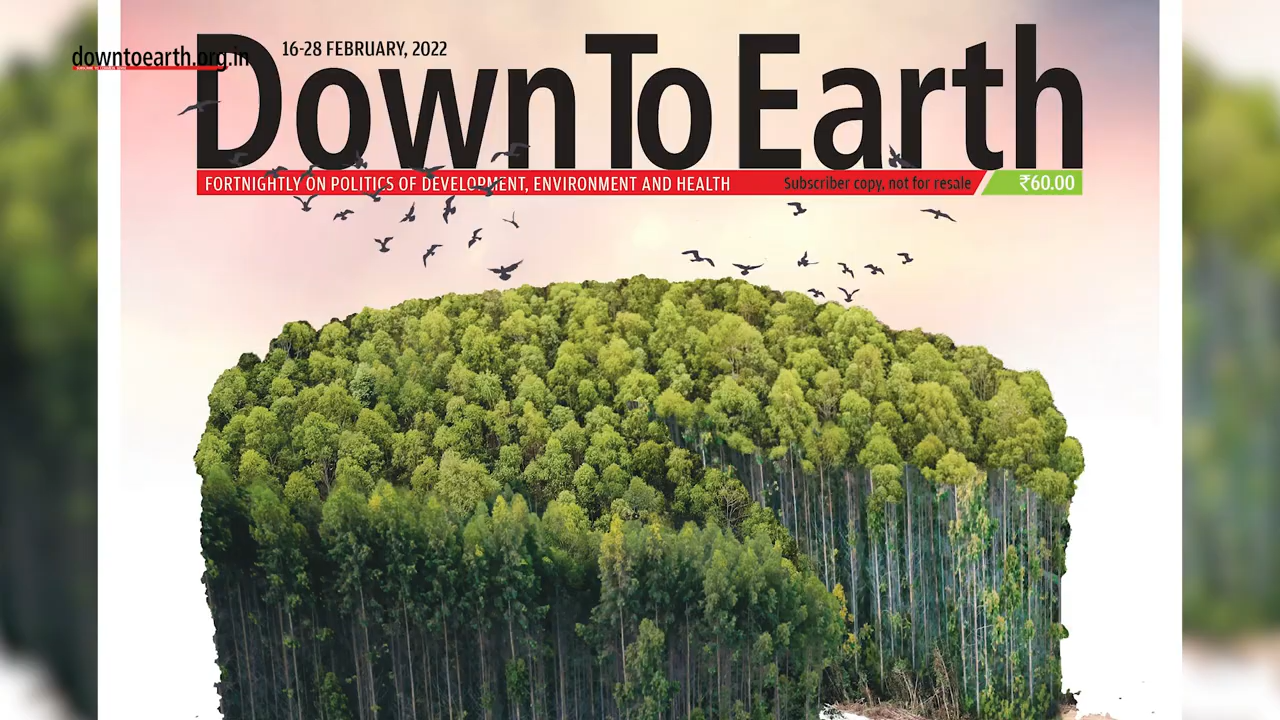 downtoearth.org.in
16-28 FEBRUARY, 2022
DownToEarth
FORTNIGHTLY ON POLITICS OF DEVELOPMENT, ENVIRONMENT AND HEALTH
Subscriber copy, not for resale
₹60.00